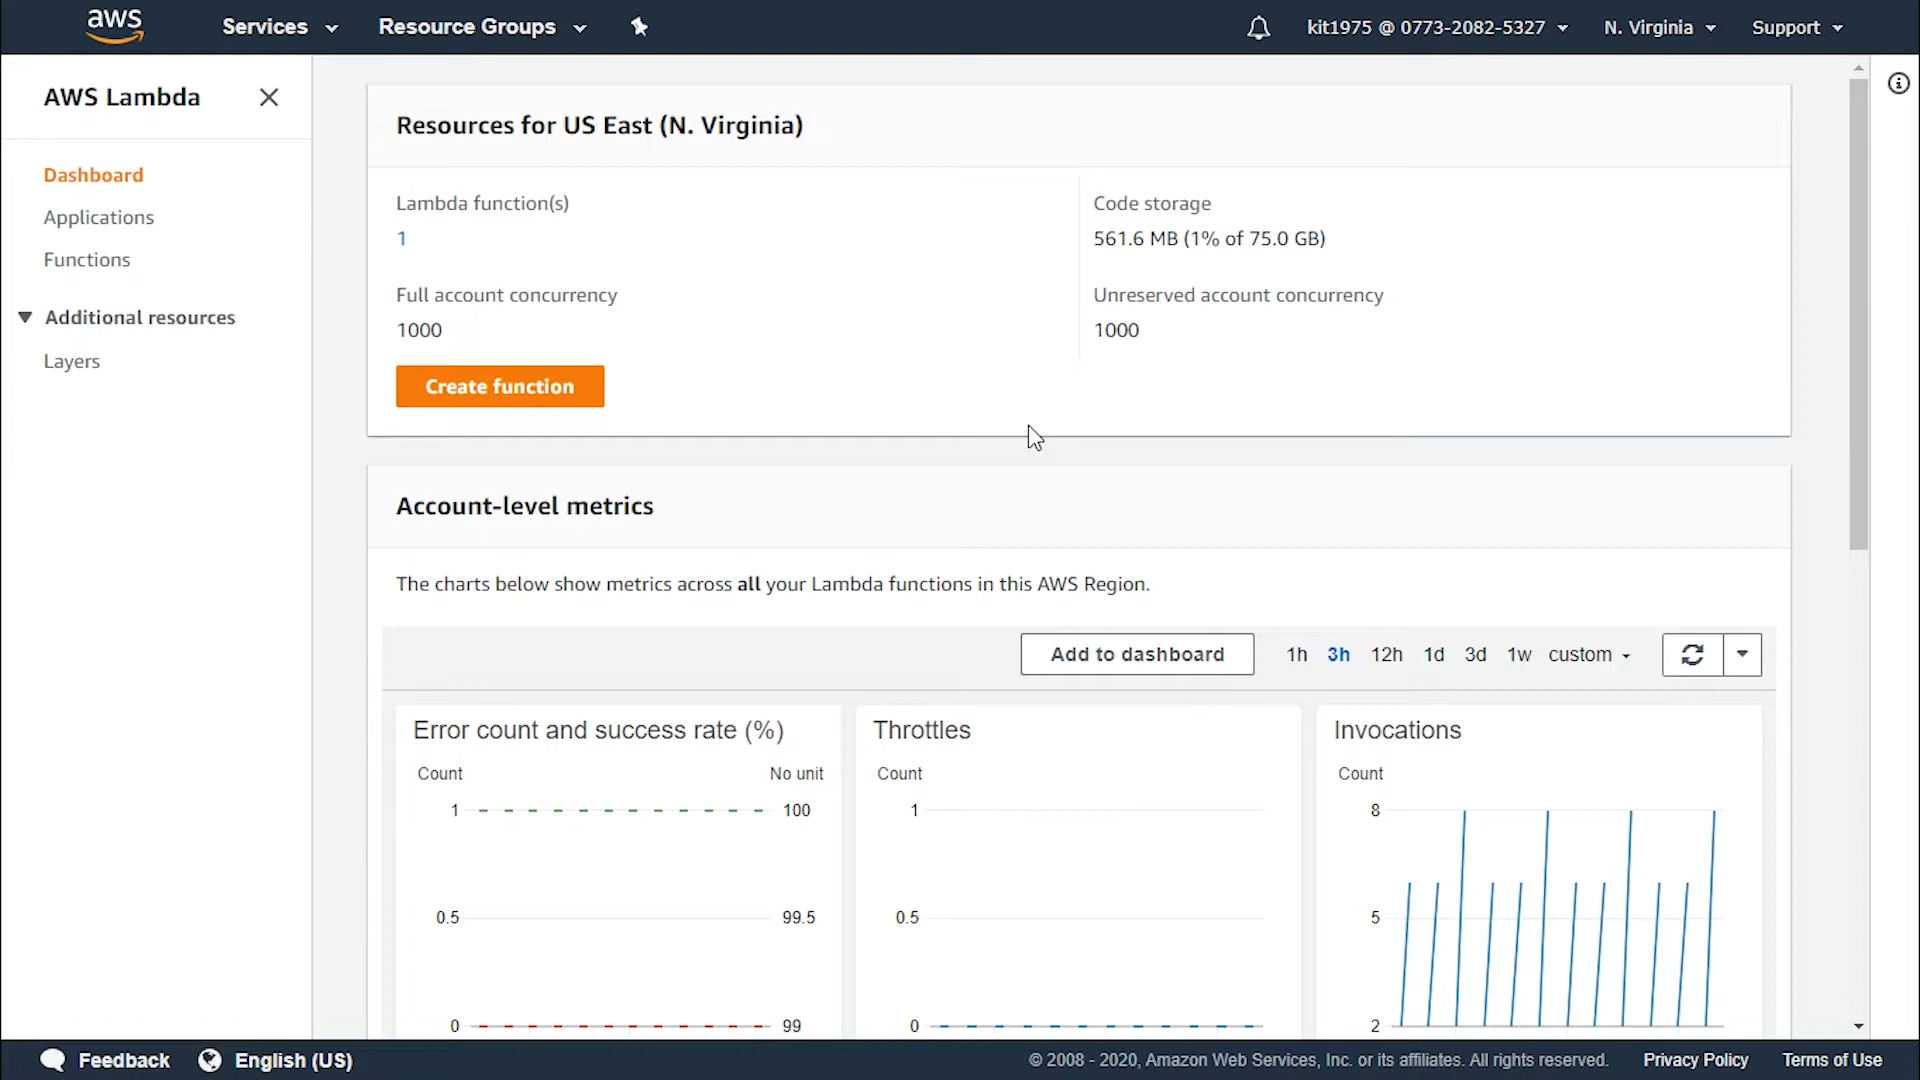 aws
Services
Resource Groups
kit1975 @ 0773-2082-5327
N. Virginia
Support
AWS Lambda
Dashboard
Applications
Functions
Additional resources
Layers
Resources for US East (N. Virginia)
Lambda function(s)
1
Code storage
561.6 MB (1% of 75.0 GB)
Full account concurrency
1000
Unreserved account concurrency
1000
Create function
Account-level metrics
The charts below show metrics across all your Lambda functions in this AWS Region.
Add to dashboard
1h 3h 12h 1d 3d 1w custom
Error count and success rate (%)
Count
No unit
1
100
0.5
99.5
0
99
Throttles
Count
1
0.5
0
Invocations
Count
8
5
2
Feedback
English (US)
© 2008 - 2020, Amazon Web Services, Inc. or its affiliates. All rights reserved.
Privacy Policy
Terms of Use